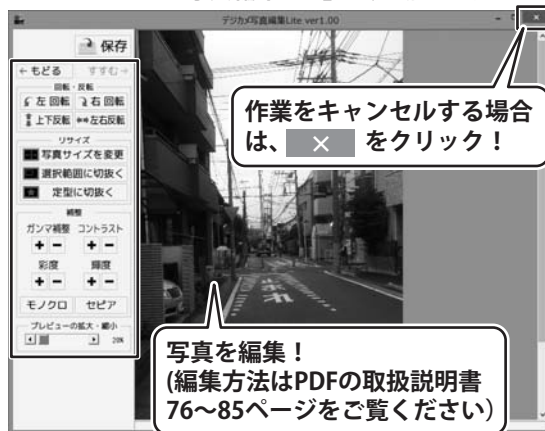 デジカメ写真編集Lite ver1.00
保存
←もどる すすむ→
回転・反転
左回転 右回転
上下反転 左右反転
リサイズ
写真サイズを変更
選択範囲に切抜く
定型に切抜く
補整
ガンマ補整 コントラスト
+ - + -
彩度 輝度
+ - + -
モノクロ セピア
プレビューの拡大・縮小
20%
作業をキャンセルする場合
は、 × をクリック！
止まれ
写真を編集！
(編集方法はPDFの取扱説明書
76～85ページをご覧ください)